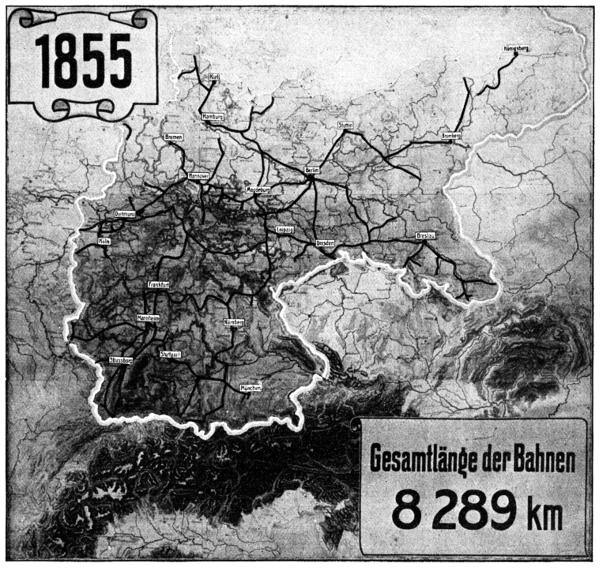 1855
Königsberg
Kiel
Hamburg
Stettin
Bromberg
Bremen
Berlin
Hannover
Magdeburg
Dortmund
Leipzig
Dresden
Breslau
Köln
Frankfurt
Mannheim
Nürnberg
Strassburg
Stuttgart
München
Gesamtlänge der Bahnen
8 289 km